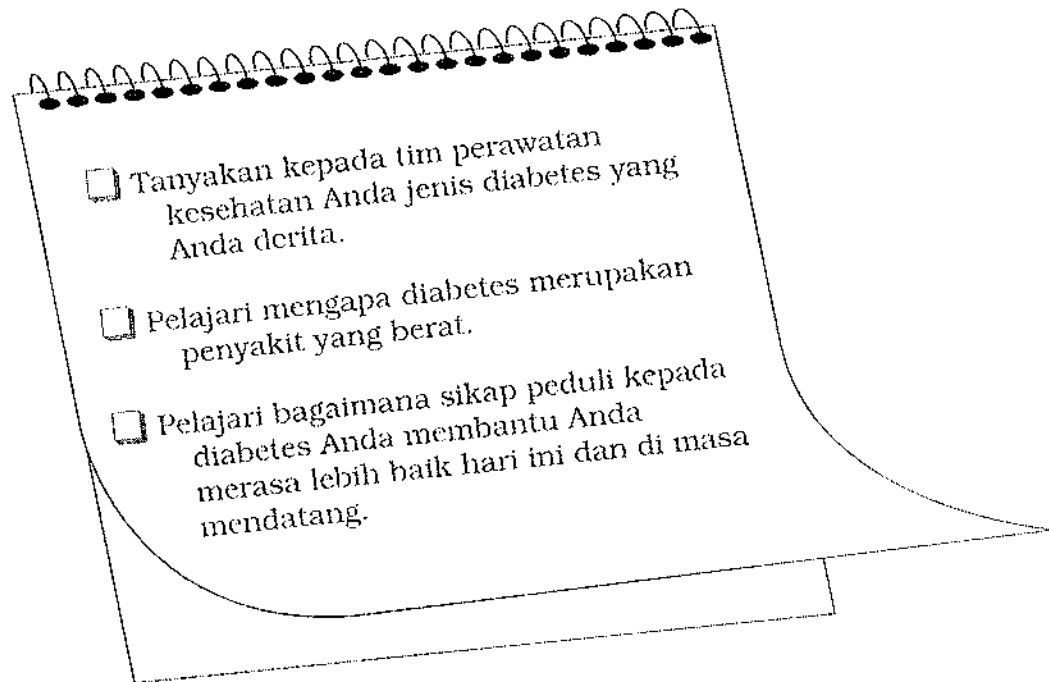 Tanyakan kepada tim perawatan
kesehatan Anda jenis diabetes yang
Anda derita.
Pelajari mengapa diabetes merupakan
penyakit yang berat.
Pelajari bagaimana sikap peduli kepada
diabetes Anda membantu Anda
merasa lebih baik hari ini dan di masa
mendatang.